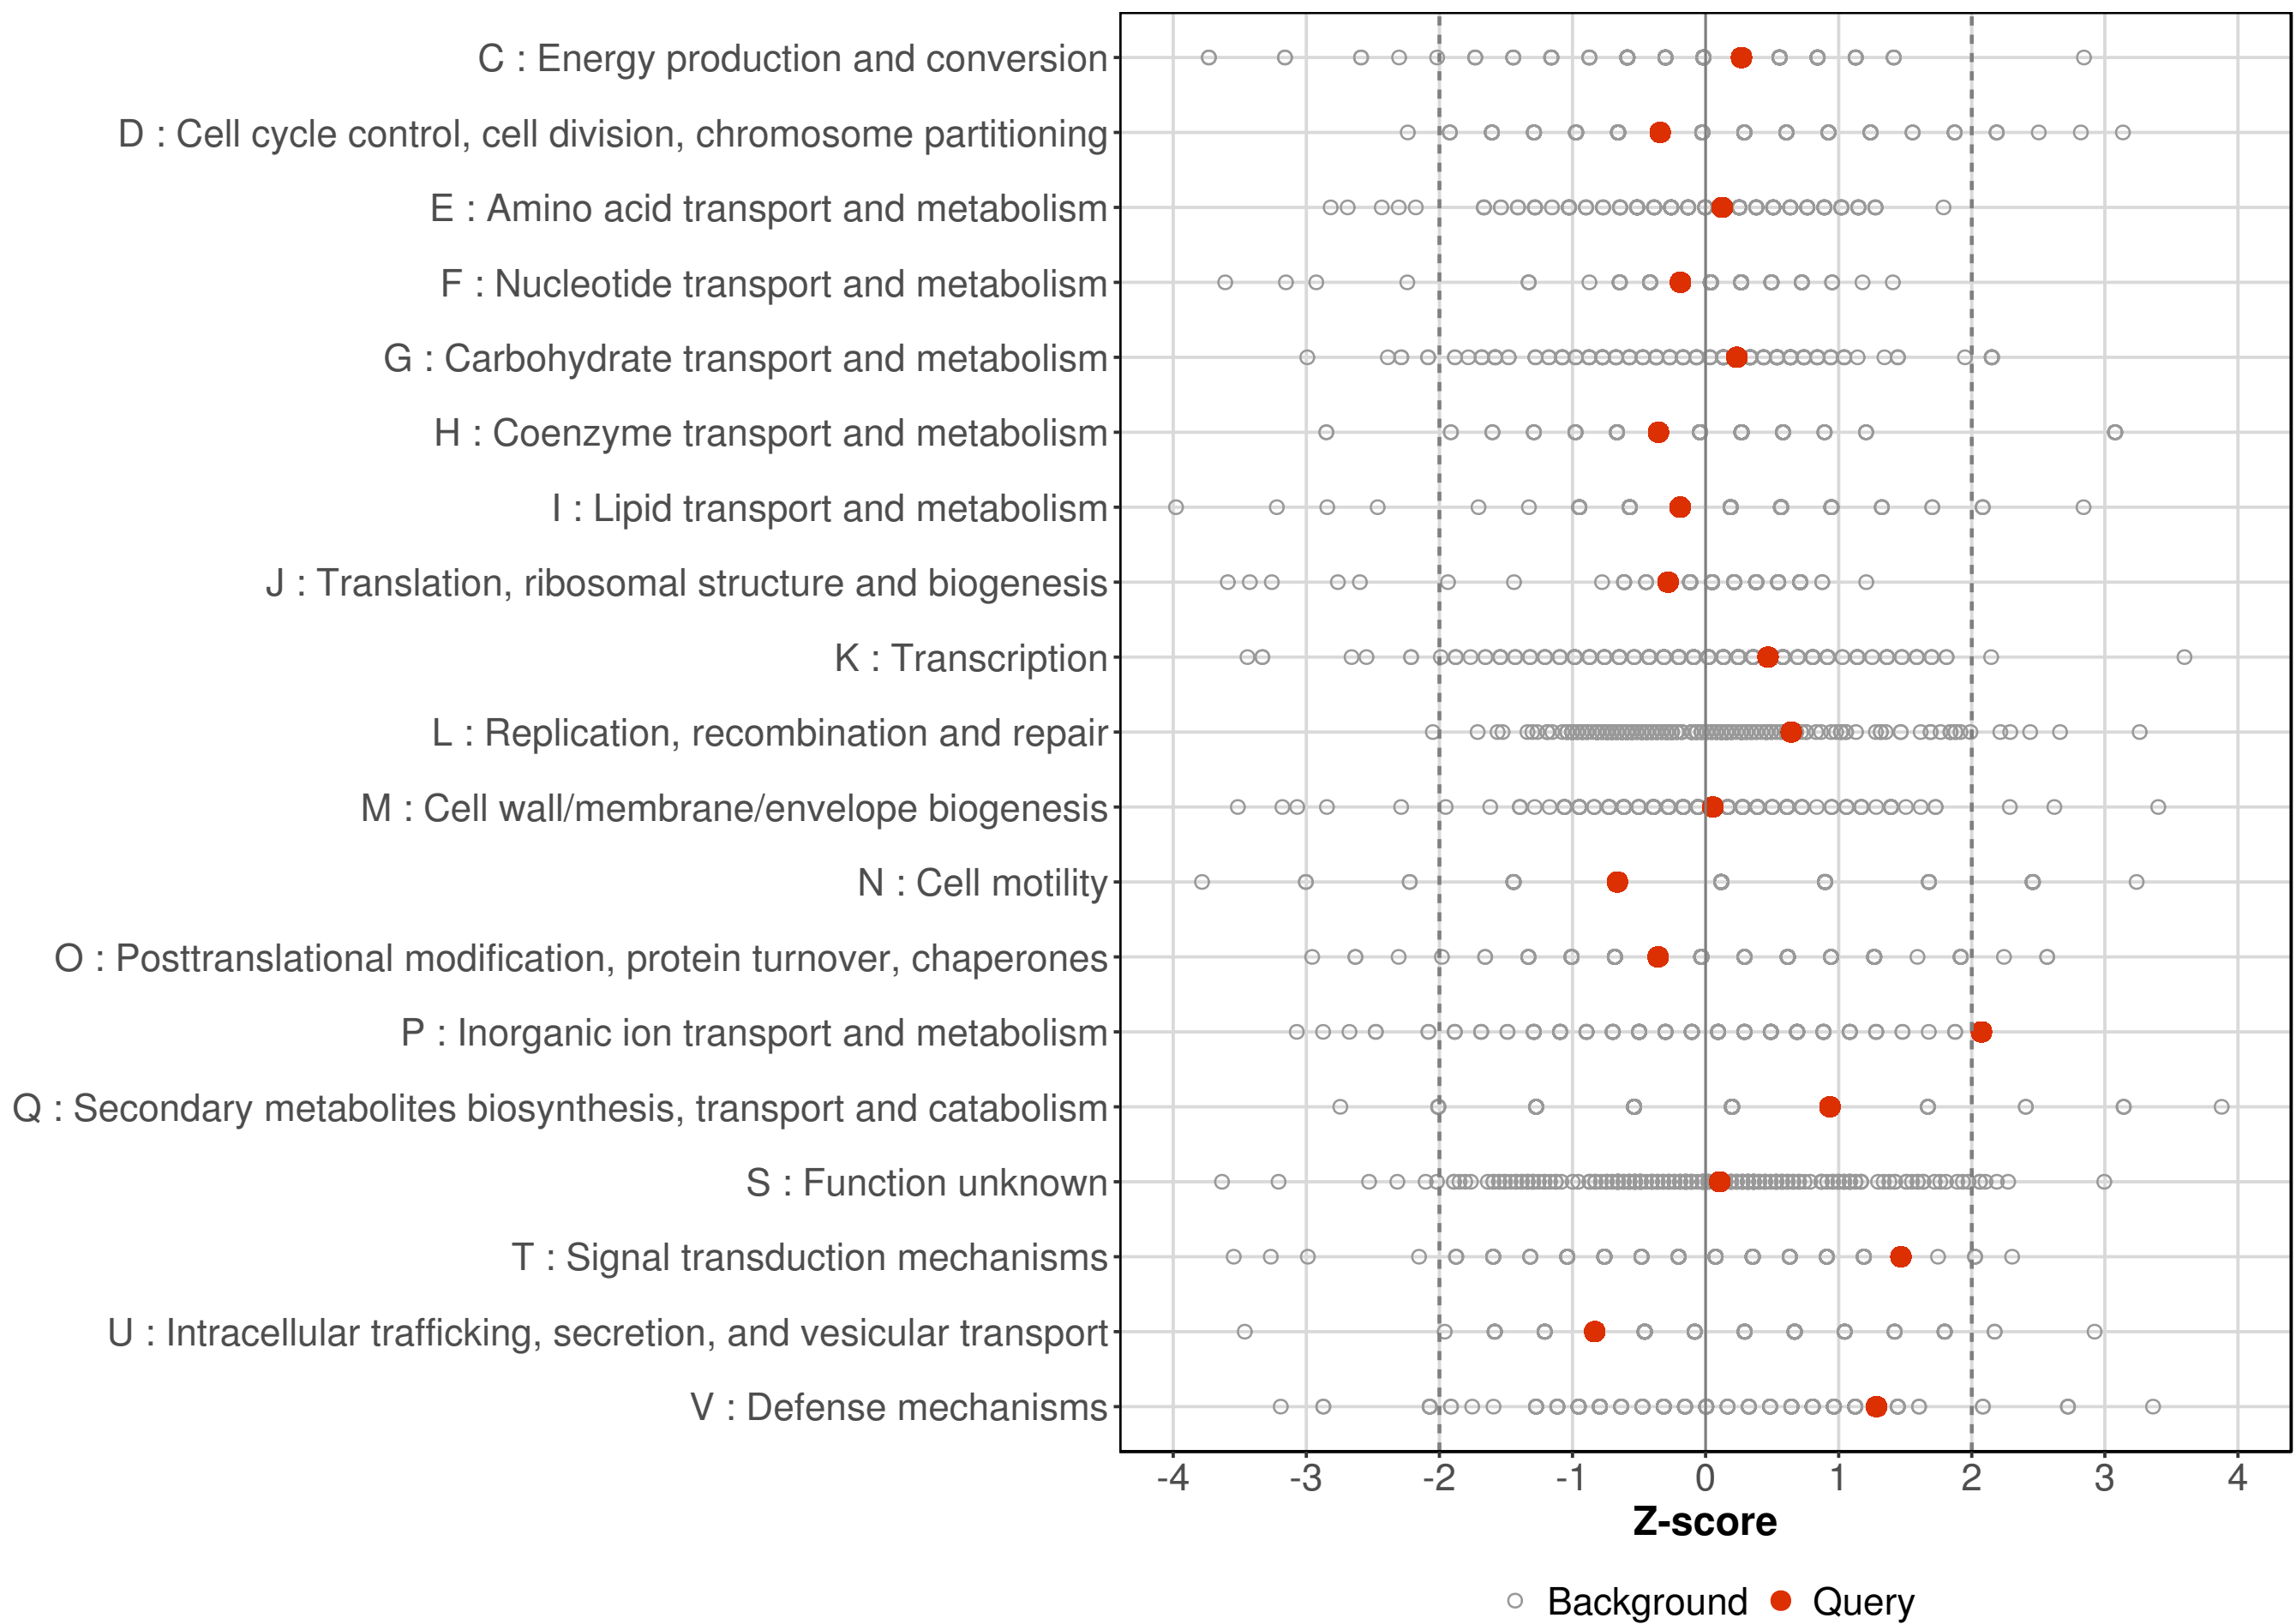 C : Energy production and conversion
D : Cell cycle control, cell division, chromosome partitioning
E : Amino acid transport and metabolism
F : Nucleotide transport and metabolism
G : Carbohydrate transport and metabolism
H : Coenzyme transport and metabolism
I : Lipid transport and metabolism
J : Translation, ribosomal structure and biogenesis
K : Transcription
L : Replication, recombination and repair
M : Cell wall/membrane/envelope biogenesis
N : Cell motility
O : Posttranslational modification, protein turnover, chaperones
P : Inorganic ion transport and metabolism
Q : Secondary metabolites biosynthesis, transport and catabolism
S : Function unknown
T : Signal transduction mechanisms
U : Intracellular trafficking, secretion, and vesicular transport
V : Defense mechanisms
-4 -3 -2 -1 0 1 2 3 4
Z-score
Background Query